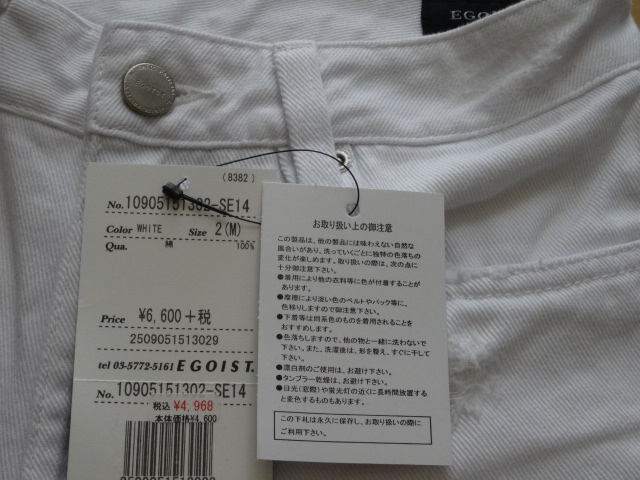 EGOIST
(8382)
No. 10905151302-SE14
Color WHITE Size 2(M)
Qua. 綿 100%
Price ¥6,600+税
2509051513029
tel 03-5772-5161 EGOIST.
No. 10905151302-SE14
税込 ¥4,968
本体価格¥4,600
お取り扱い上の御注意
この製品は、他の製品には味わえない自然な
風合いがあり、洗っていくごとに独特の色落ちの
変化が楽しめます。取り扱いの際は、次の点に
十分御注意下さい。
●着用により他の衣料等に色が付着することが
あります。
●摩擦により淡い色のベルトやバック等に、
色移りしますので御注意下さい。
●下着等は同系色のものを着用されることを
おすすめします。
●色落ちしますので、他の物と一緒に洗わないで
下さい。また、洗濯後は、形を整え、すぐに干して
下さい。
●漂白剤のご使用は、お避け下さい。
●タンブラー乾燥は、お避け下さい。
●日光(窓際)や蛍光灯の近くに長時間放置する
と変色するものもあります。
この下札は永久に保存し、お取り扱いの際に
ご利用下さい。